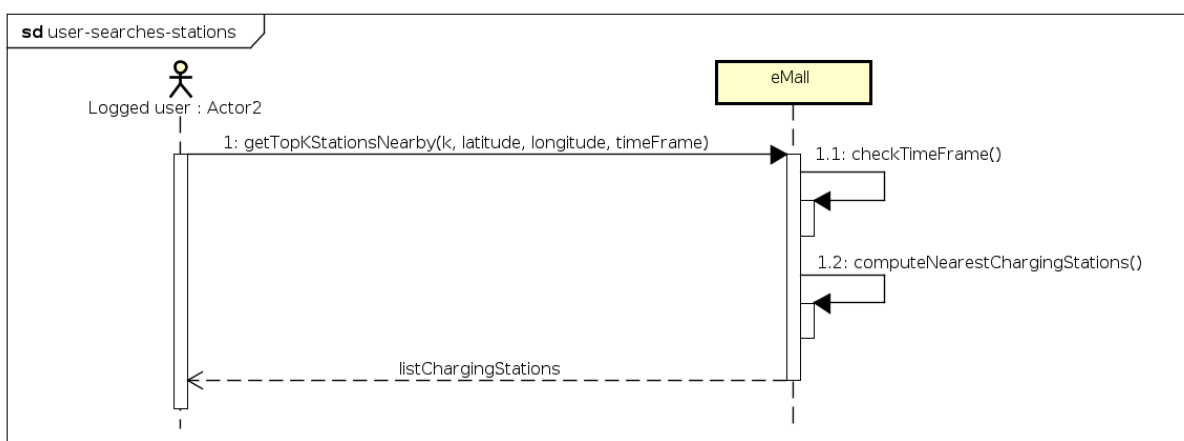 sd user-searches-stations
Logged user : Actor2
eMall
1: getTopKStationsNearby(k, latitude, longitude, timeFrame)
1.1: checkTimeFrame()
1.2: computeNearestChargingStations()
listChargingStations